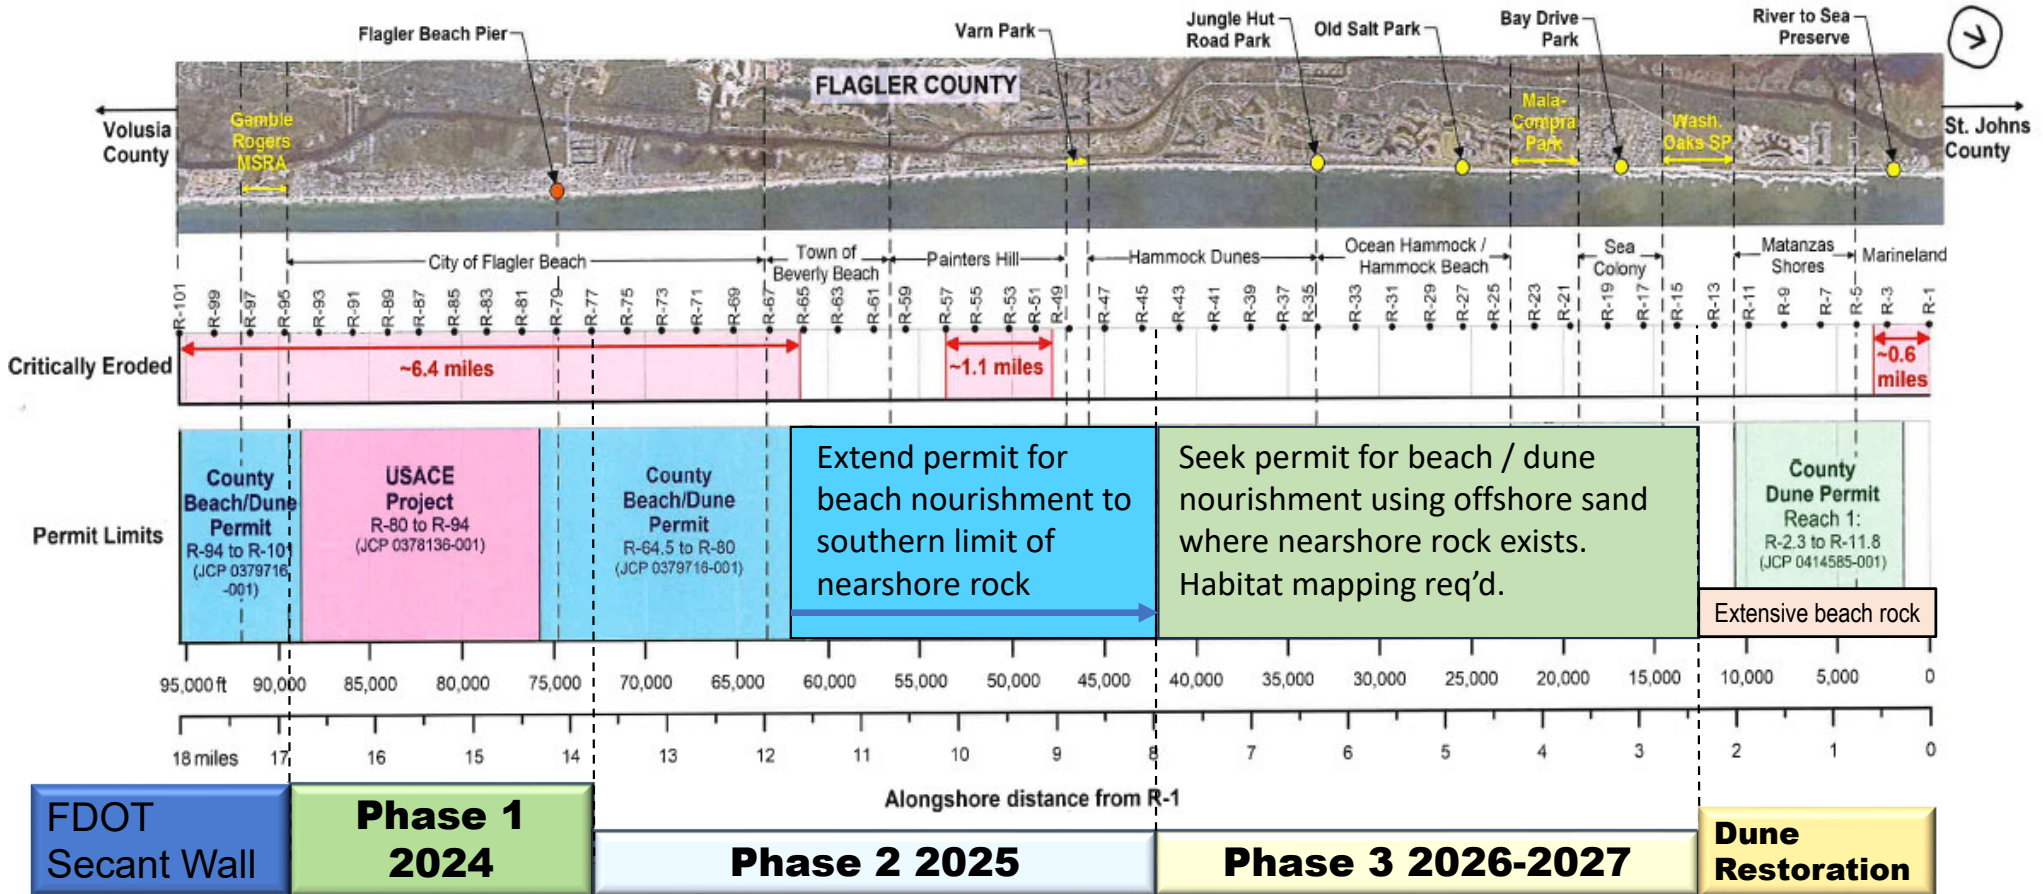 Flagler Beach Pier
Varn Park
Jungle Hut
Road Park
Old Salt Park
Bay Drive
Park
River to Sea
Preserve
FLAGLER COUNTY
Volusia
County
Gamble
Rogers
MSRA
Mala-
Compra
Park
Wash.
Oaks SP
St. Johns
County
City of Flagler Beach
Town of
Beverly Beach
Painters Hill
Hammock Dunes
Ocean Hammock /
Hammock Beach
Sea
Colony
Matanzas
Shores
Marineland
R-101 R-99 R-97 R-95 R-93 R-91 R-89 R-87 R-85 R-83 R-81 R-79 R-77 R-75 R-73 R-71 R-69 R-67 R-65 R-63 R-61 R-59 R-57 R-55 R-53 R-51 R-49 R-47 R-45 R-43 R-41 R-39 R-37 R-35 R-33 R-31 R-29 R-27 R-25 R-23 R-21 R-19 R-17 R-15 R-13 R-11 R-9 R-7 R-5 R-3 R-1
Critically Eroded
~6.4 miles
~1.1 miles
~0.6
miles
Permit Limits
County
Beach/Dune
Permit
R-94 to R-101
(JCP 0379716
-001)
USACE
Project
R-80 to R-94
(JCP 0378136-001)
County
Beach/Dune
Permit
R-64.5 to R-80
(JCP 0379716-001)
Extend permit for
beach nourishment to
southern limit of
nearshore rock
Seek permit for beach / dune
nourishment using offshore sand
where nearshore rock exists.
Habitat mapping req’d.
County
Dune Permit
Reach 1:
R-2.3 to R-11.8
(JCP 0414585-001)
Extensive beach rock
95,000 ft 90,000 85,000 80,000 75,000 70,000 65,000 60,000 55,000 50,000 45,000 40,000 35,000 30,000 25,000 20,000 15,000 10,000 5,000 0
18 miles 17 16 15 14 13 12 11 10 9 8 7 6 5 4 3 2 1 0
Alongshore distance from R-1
FDOT
Secant Wall
Phase 1
2024
Phase 2 2025
Phase 3 2026-2027
Dune
Restoration